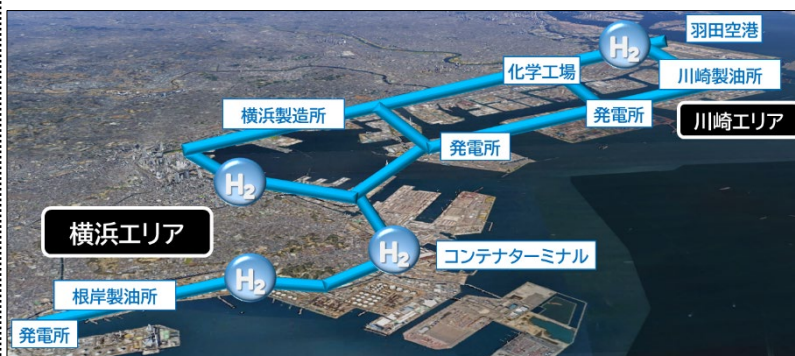 羽田空港
H₂
化学工場
川崎製油所
横浜製造所
発電所
川崎エリア
発電所
H₂
横浜エリア
H₂
コンテナターミナル
H₂
根岸製油所
発電所